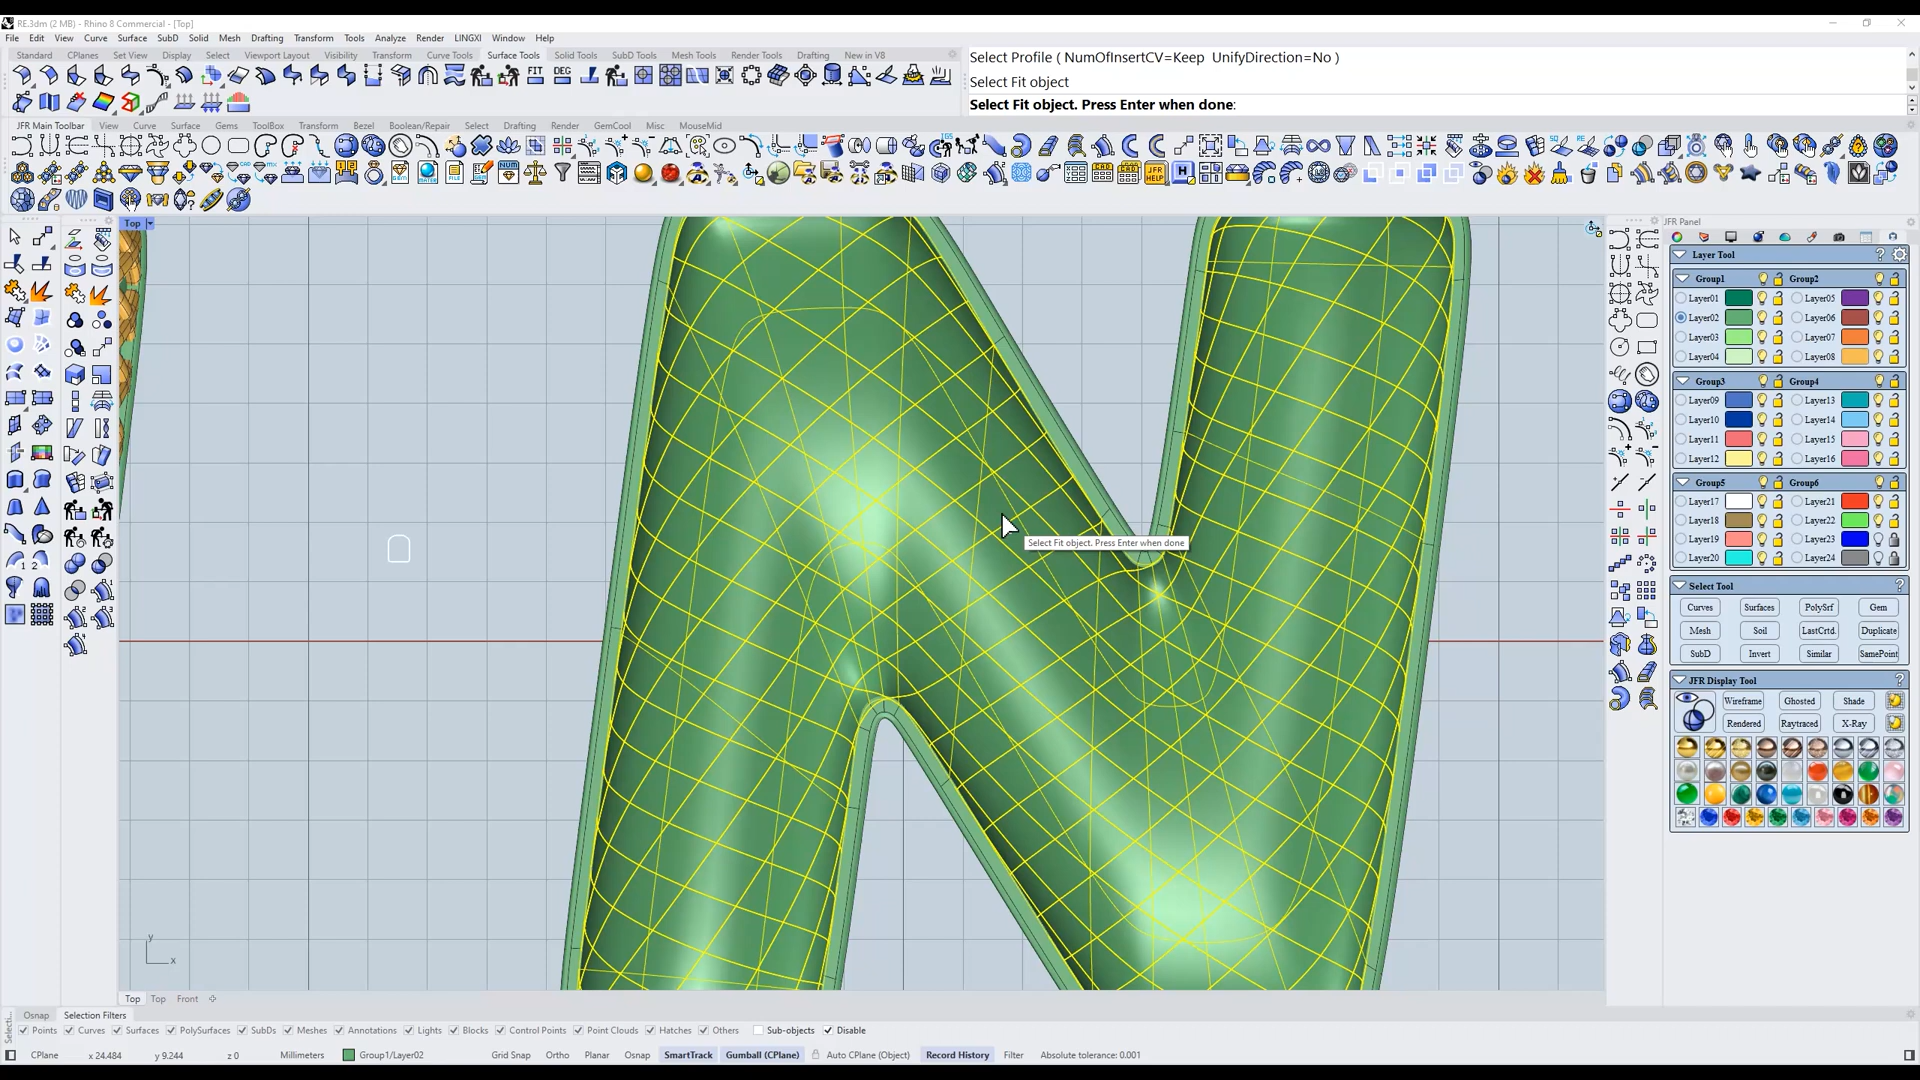 RE.3dm (2 MB) - Rhino 8 Commercial - [Top]
File Edit View Curve Surface SubD Solid Mesh Drafting Transform Tools Analyze Render LINGXI Window Help
Standard CPlanes Set View Display Select Viewport Layout Visibility Transform Curve Tools Surface Tools Solid Tools SubD Tools Mesh Tools Render Tools Drafting New in V8
Select Profile ( NumOfInsertCV=Keep UnifyDirection=No )
Select Fit object
Select Fit object. Press Enter when done:
FIT DEG
JFR Main Toolbar View Curve Surface Gems ToolBox Transform Bezel Boolean/Repair Select Drafting Render GemCool Misc MouseMid
Top
Select Fit object. Press Enter when done
y
x
1 2
JFR Panel
Layer Tool
Group1 Group2
Layer01 Layer05
Layer02 Layer06
Layer03 Layer07
Layer04 Layer08
Group3 Group4
Layer09 Layer13
Layer10 Layer14
Layer11 Layer15
Layer12 Layer16
Group5 Group6
Layer17 Layer21
Layer18 Layer22
Layer19 Layer23
Layer20 Layer24
Select Tool
Curves Surfaces PolySrf Gem
Mesh Soil LastCrtd. Duplicate
SubD Invert Similar SamePoint
JFR Display Tool
Wireframe Ghosted Shade
Rendered Raytraced X-Ray
Top Top Front
Osnap Selection Filters
Points Curves Surfaces PolySurfaces SubDs Meshes Annotations Lights Blocks Control Points Point Clouds Hatches Others Sub-objects Disable
CPlane x 24.484 y 9.244 z 0 Millimeters Group1/Layer02 Grid Snap Ortho Planar Osnap SmartTrack Gumball (CPlane) Auto CPlane (Object) Record History Filter Absolute tolerance: 0.001